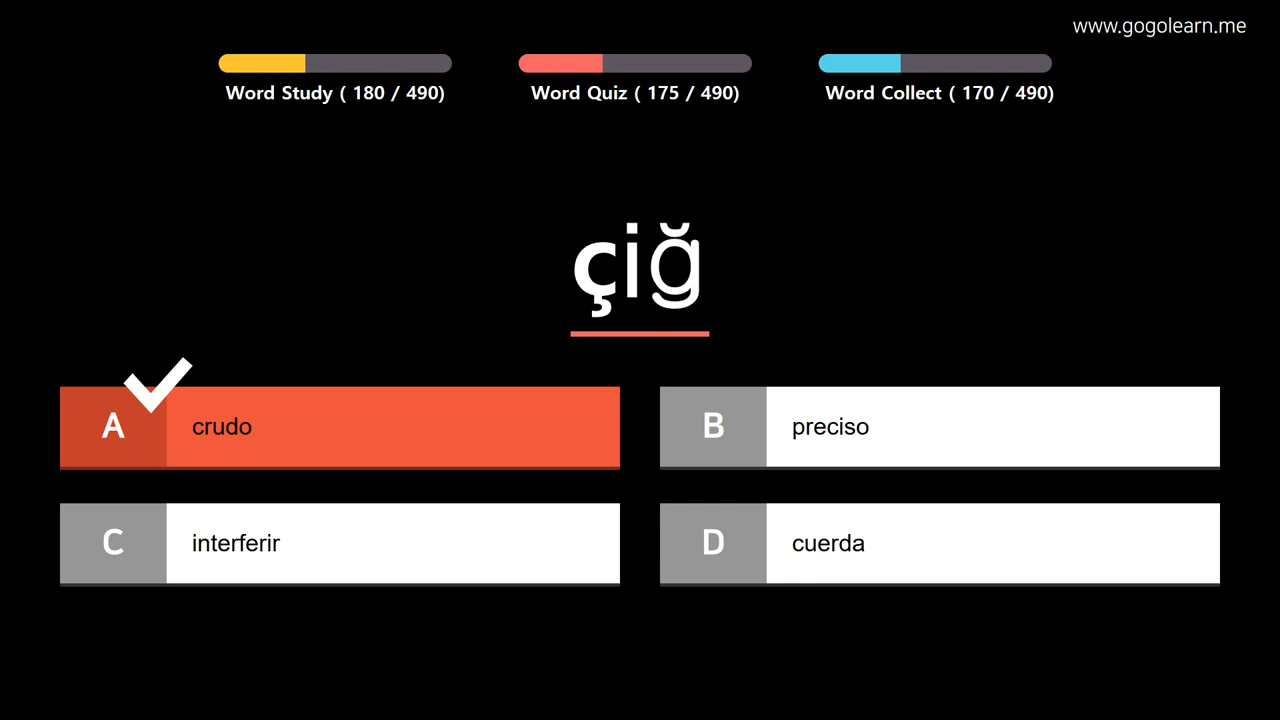 www.gogolearn.me
Word Study ( 180 / 490)
Word Quiz ( 175 / 490)
Word Collect ( 170 / 490)
çiğ
A crudo
B preciso
C interferir
D cuerda